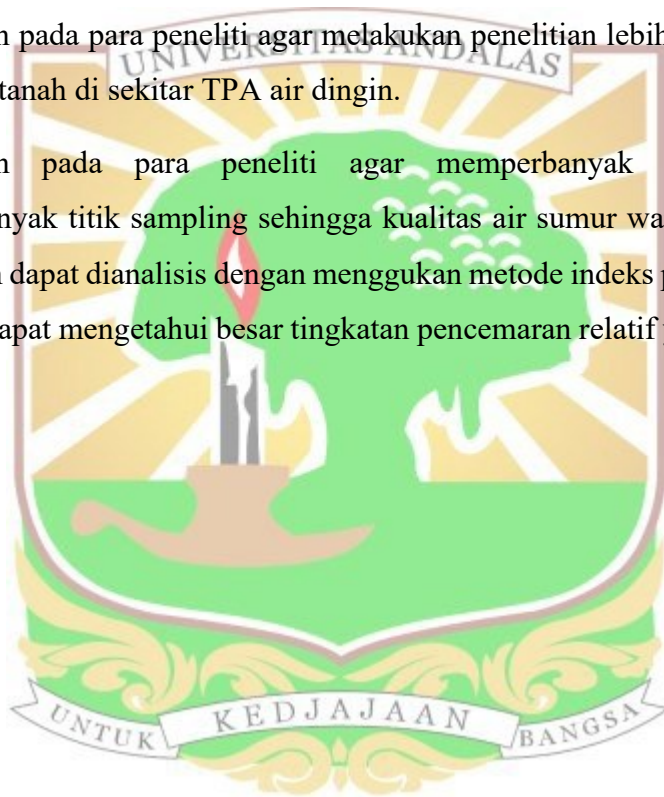 n pada para peneliti agar melakukan penelitian lebih
UNIVERSITAS ANDALAS
tanah di sekitar TPA air dingin.
n pada para peneliti agar memperbanyak
nyak titik sampling sehingga kualitas air sumur wa
n dapat dianalisis dengan menggukan metode indeks p
apat mengetahui besar tingkatan pencemaran relatif
UNTUK KEDJAJAAN BANGSA